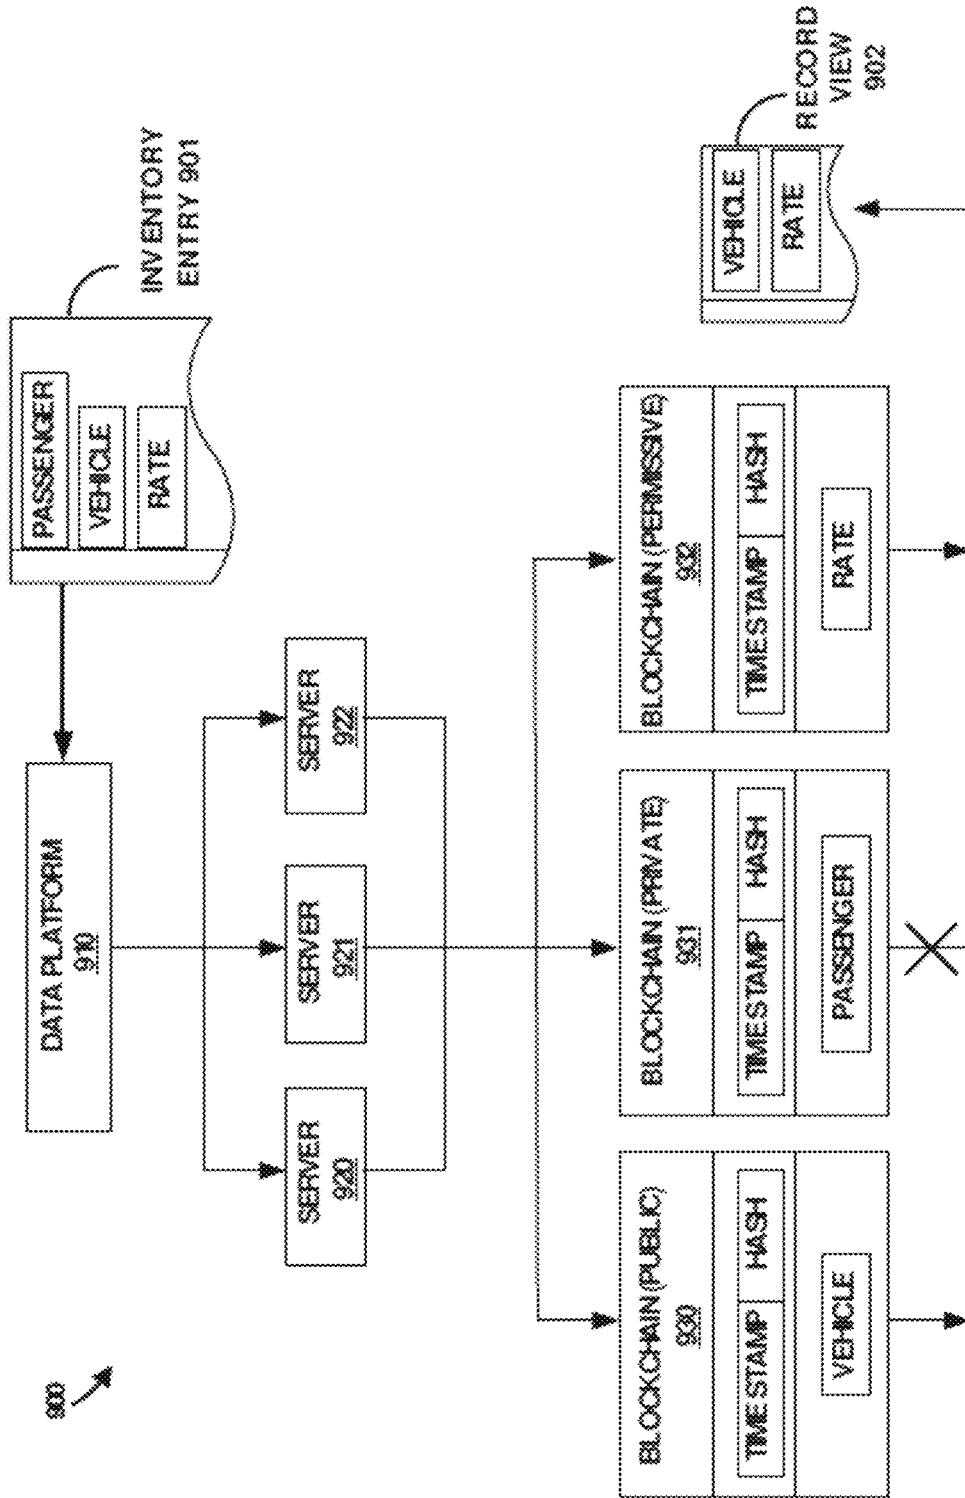 900
DATA PLATFORM
910
PASSENGER
VEHICLE
RATE
INVENTORY
ENTRY 901
SERVER
920
SERVER
921
SERVER
922
BLOCKCHAIN (PUBLIC)
930
TIMESTAMP HASH
VEHICLE
BLOCKCHAIN (PRIVATE)
931
TIMESTAMP HASH
PASSENGER
BLOCKCHAIN (PERMISSIVE)
932
TIMESTAMP HASH
RATE
VEHICLE
RATE
RECORD
VIEW
902